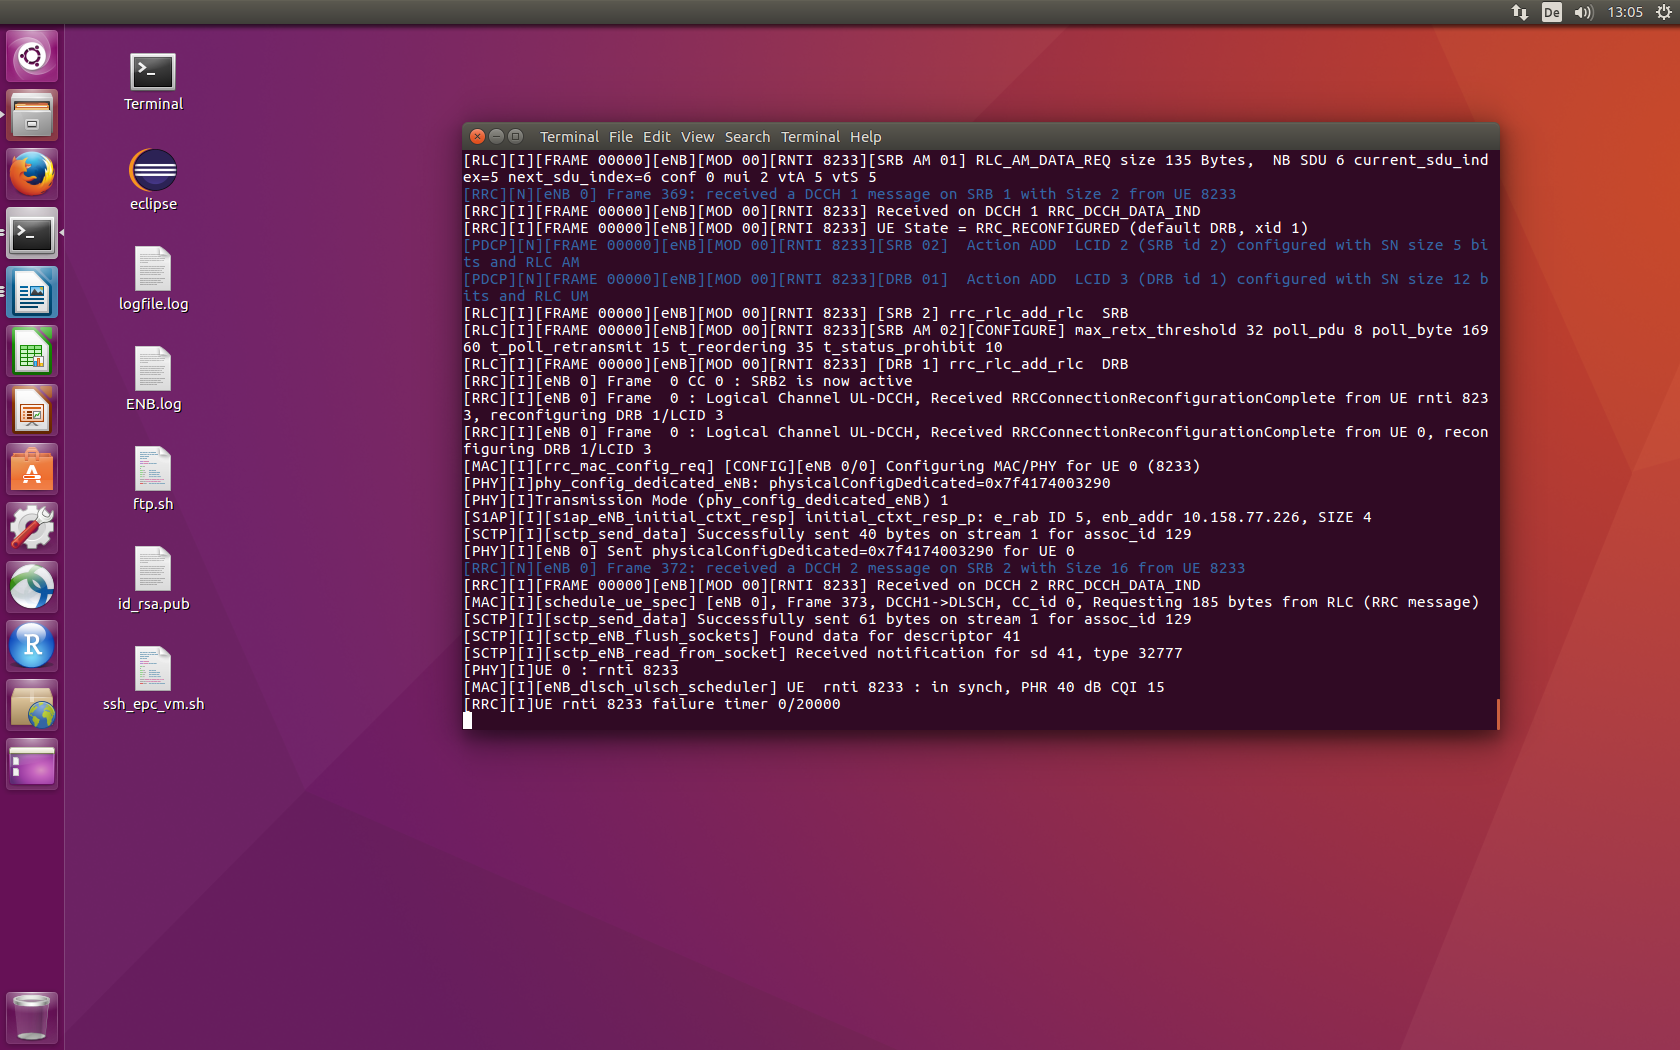 De
13:05
Terminal
eclipse
logfile.log
ENB.log
ftp.sh
id_rsa.pub
ssh_epc_vm.sh
A
R
Terminal File Edit View Search Terminal Help
[RLC][I][FRAME 00000][eNB][MOD 00][RNTI 8233][SRB AM 01] RLC_AM_DATA_REQ size 135 Bytes,  NB SDU 6 current_sdu_ind
ex=5 next_sdu_index=6 conf 0 mui 2 vtA 5 vtS 5
[RRC][N][eNB 0] Frame 369: received a DCCH 1 message on SRB 1 with Size 2 from UE 8233
[RRC][I][FRAME 00000][eNB][MOD 00][RNTI 8233] Received on DCCH 1 RRC_DCCH_DATA_IND
[RRC][I][FRAME 00000][eNB][MOD 00][RNTI 8233] UE State = RRC_RECONFIGURED (default DRB, xid 1)
[PDCP][N][FRAME 00000][eNB][MOD 00][RNTI 8233][SRB 02]  Action ADD  LCID 2 (SRB id 2) configured with SN size 5 bi
ts and RLC AM
[PDCP][N][FRAME 00000][eNB][MOD 00][RNTI 8233][DRB 01]  Action ADD  LCID 3 (DRB id 1) configured with SN size 12 b
its and RLC UM
[RLC][I][FRAME 00000][eNB][MOD 00][RNTI 8233] [SRB 2] rrc_rlc_add_rlc  SRB
[RLC][I][FRAME 00000][eNB][MOD 00][RNTI 8233][SRB AM 02][CONFIGURE] max_retx_threshold 32 poll_pdu 8 poll_byte 169
60 t_poll_retransmit 15 t_reordering 35 t_status_prohibit 10
[RLC][I][FRAME 00000][eNB][MOD 00][RNTI 8233] [DRB 1] rrc_rlc_add_rlc  DRB
[RRC][I][eNB 0] Frame  0 CC 0 : SRB2 is now active
[RRC][I][eNB 0] Frame  0 : Logical Channel UL-DCCH, Received RRCConnectionReconfigurationComplete from UE rnti 823
3, reconfiguring DRB 1/LCID 3
[RRC][I][eNB 0] Frame  0 : Logical Channel UL-DCCH, Received RRCConnectionReconfigurationComplete from UE 0, recon
figuring DRB 1/LCID 3
[MAC][I][rrc_mac_config_req] [CONFIG][eNB 0/0] Configuring MAC/PHY for UE 0 (8233)
[PHY][I]phy_config_dedicated_eNB: physicalConfigDedicated=0x7f4174003290
[PHY][I]Transmission Mode (phy_config_dedicated_eNB) 1
[S1AP][I][s1ap_eNB_initial_ctxt_resp] initial_ctxt_resp_p: e_rab ID 5, enb_addr 10.158.77.226, SIZE 4
[SCTP][I][sctp_send_data] Successfully sent 40 bytes on stream 1 for assoc_id 129
[PHY][I][eNB 0] Sent physicalConfigDedicated=0x7f4174003290 for UE 0
[RRC][N][eNB 0] Frame 372: received a DCCH 2 message on SRB 2 with Size 16 from UE 8233
[RRC][I][FRAME 00000][eNB][MOD 00][RNTI 8233] Received on DCCH 2 RRC_DCCH_DATA_IND
[MAC][I][schedule_ue_spec] [eNB 0], Frame 373, DCCH1->DLSCH, CC_id 0, Requesting 185 bytes from RLC (RRC message)
[SCTP][I][sctp_send_data] Successfully sent 61 bytes on stream 1 for assoc_id 129
[SCTP][I][sctp_eNB_flush_sockets] Found data for descriptor 41
[SCTP][I][sctp_eNB_read_from_socket] Received notification for sd 41, type 32777
[PHY][I]UE 0 : rnti 8233
[MAC][I][eNB_dlsch_ulsch_scheduler] UE  rnti 8233 : in synch, PHR 40 dB CQI 15
[RRC][I]UE rnti 8233 failure timer 0/20000